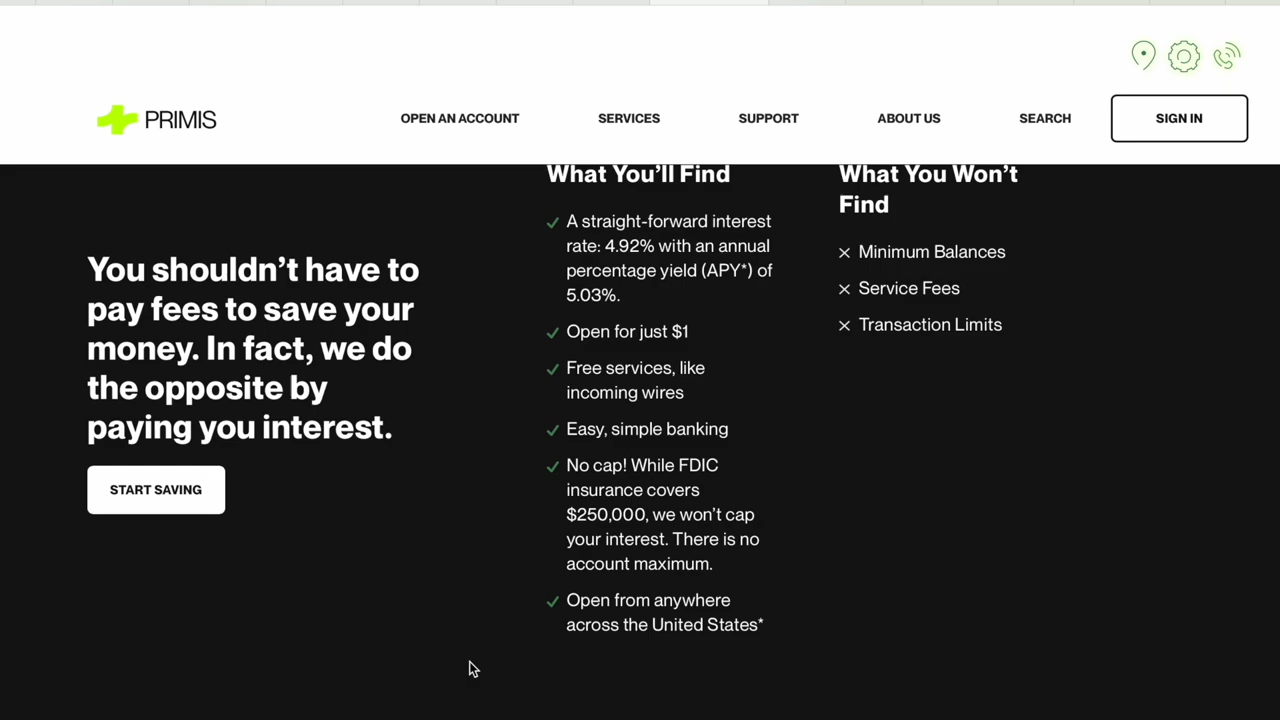 PRIMIS
OPEN AN ACCOUNT
SERVICES
SUPPORT
ABOUT US
SEARCH
SIGN IN
You shouldn’t have to
pay fees to save your
money. In fact, we do
the opposite by
paying you interest.
START SAVING
What You’ll Find
A straight-forward interest
rate: 4.92% with an annual
percentage yield (APY*) of
5.03%.
Open for just $1
Free services, like
incoming wires
Easy, simple banking
No cap! While FDIC
insurance covers
$250,000, we won’t cap
your interest. There is no
account maximum.
Open from anywhere
across the United States*
What You Won’t
Find
Minimum Balances
Service Fees
Transaction Limits